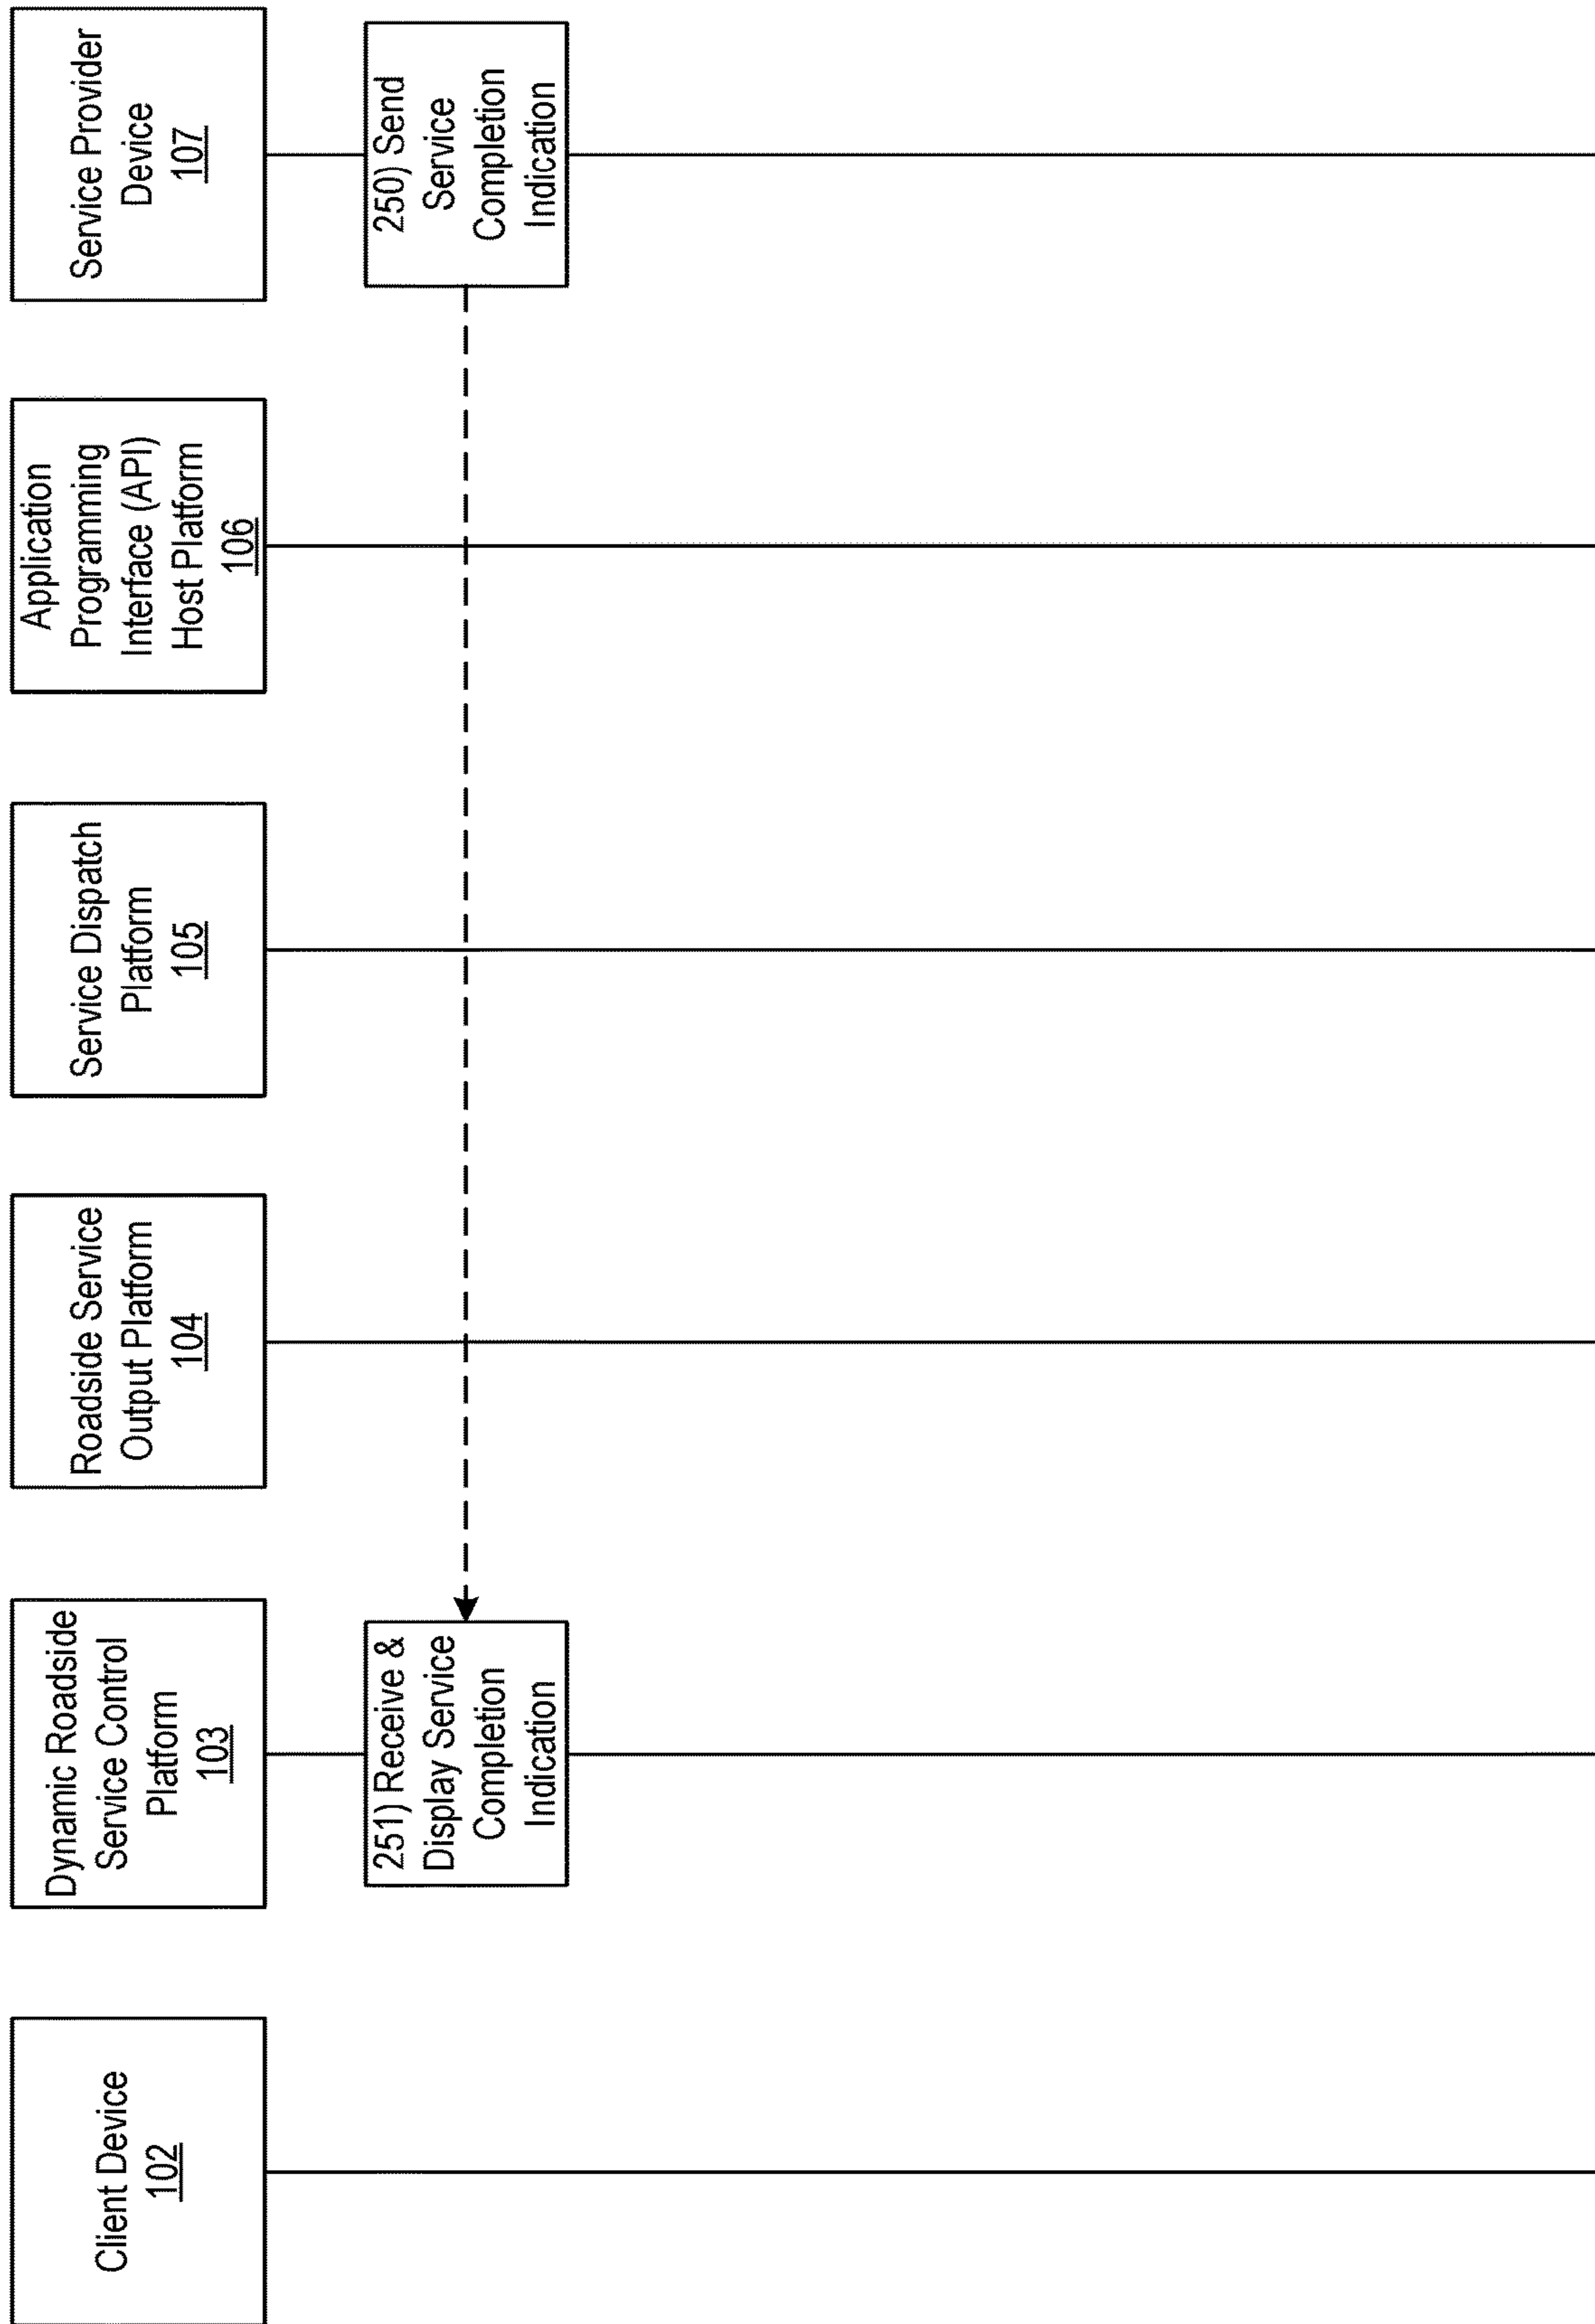 Client Device
102
Dynamic Roadside
Service Control
Platform
103
Roadside Service
Output Platform
104
Service Dispatch
Platform
105
Application
Programming
Interface (API)
Host Platform
106
Service Provider
Device
107
251) Receive &
Display Service
Completion
Indication
250) Send
Service
Completion
Indication